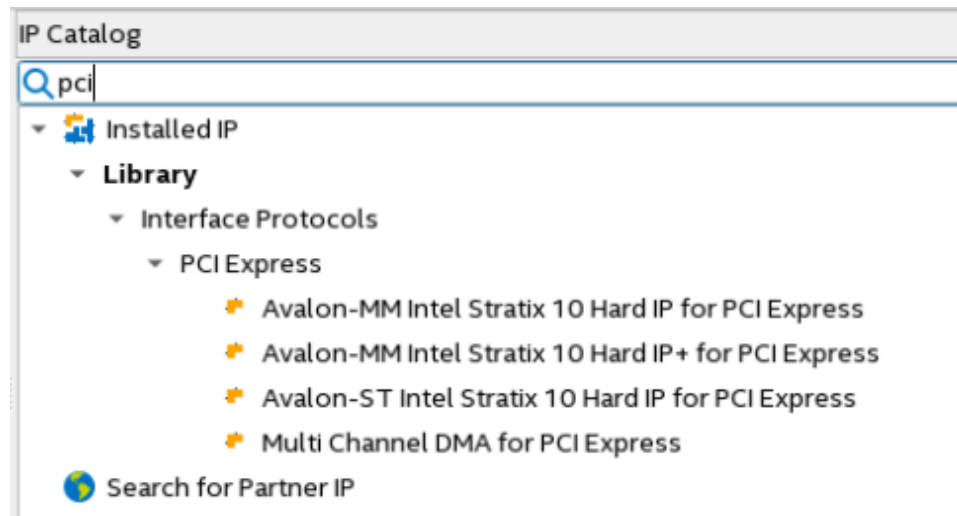 IP Catalog
pci
Installed IP
Library
Interface Protocols
PCI Express
Avalon-MM Intel Stratix 10 Hard IP for PCI Express
Avalon-MM Intel Stratix 10 Hard IP+ for PCI Express
Avalon-ST Intel Stratix 10 Hard IP for PCI Express
Multi Channel DMA for PCI Express
Search for Partner IP